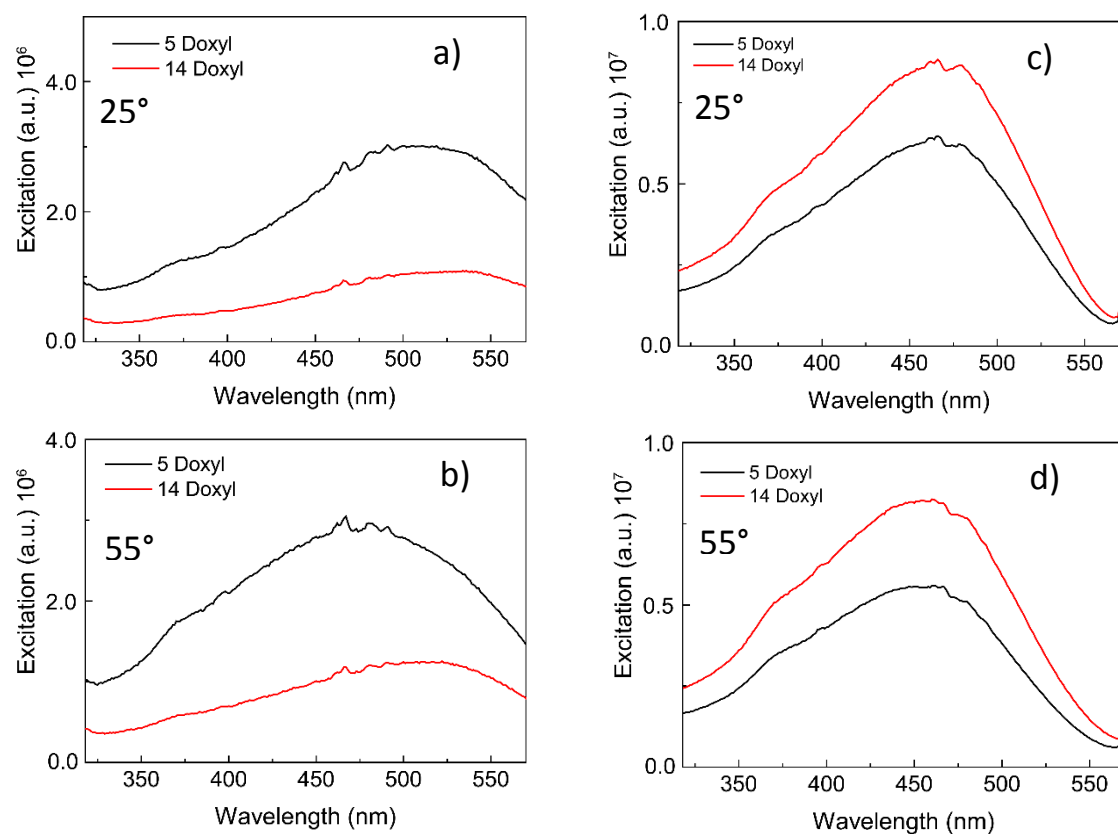 a)
5 Doxyl
14 Doxyl
25°
Excitation (a.u.) 10⁶
4.0
2.0
0.0
350 400 450 500 550
Wavelength (nm)
c)
5 Doxyl
14 Doxyl
25°
Excitation (a.u.) 10⁷
1.0
0.5
0.0
350 400 450 500 550
Wavelength (nm)
b)
5 Doxyl
14 Doxyl
55°
Excitation (a.u.) 10⁶
4.0
2.0
0.0
350 400 450 500 550
Wavelength (nm)
d)
5 Doxyl
14 Doxyl
55°
Excitation (a.u.) 10⁷
1.0
0.5
0.0
350 400 450 500 550
Wavelength (nm)